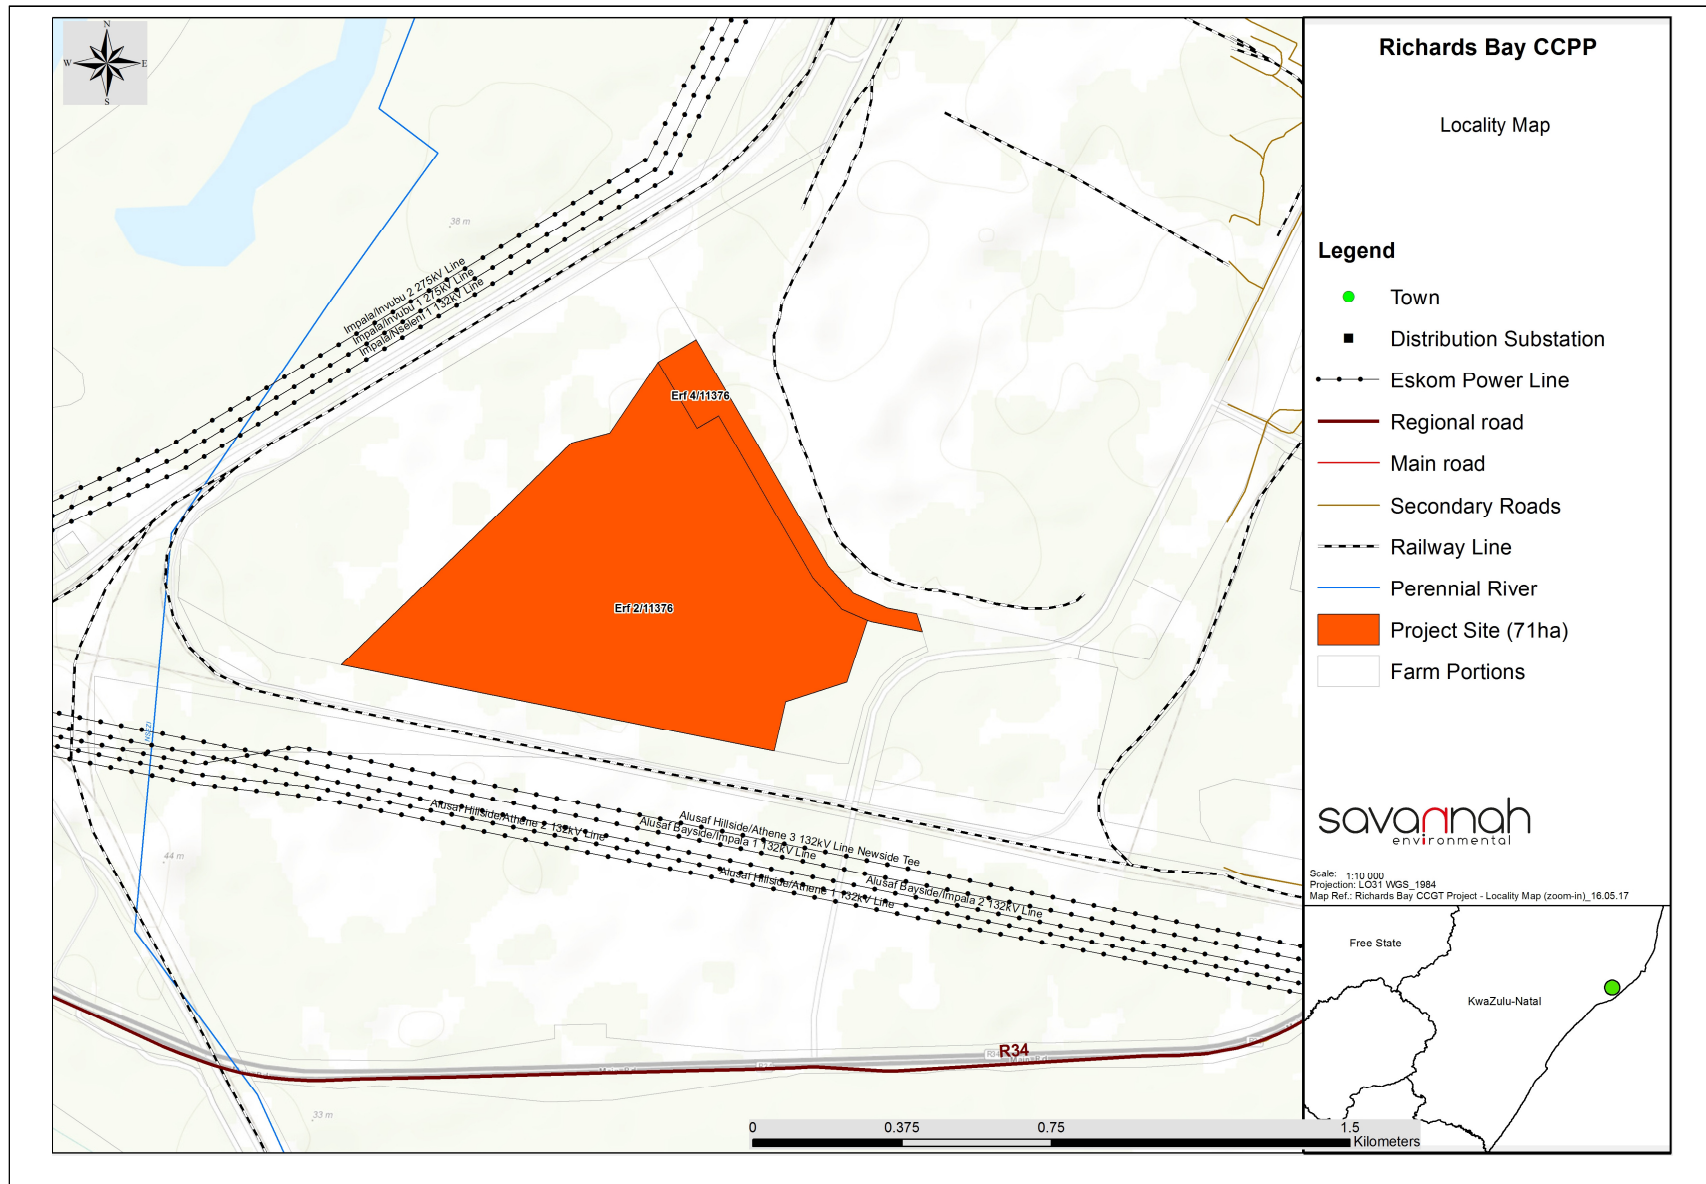 N
W
E
S
38 m
Impala/Invubu 2 275kV Line
Impala/Invubu 1 275kV Line
Impala/Nseleni 1 132kV Line
Erf 4/11376
Erf 2/11376
NSEZI
Alusaf Hillside/Athene 2 132kV Line
Alusaf Hillside/Athene 3 132kV Line Newside Tee
Alusaf Bayside/Impala 1 132kV Line
Alusaf Hillside/Athene 1 132kV Line
Alusaf Bayside/Impala 2 132kV Line
44 m
R34
33 m
0
0.375
0.75
1.5
Kilometers
Richards Bay CCPP
Locality Map
Legend
Town
Distribution Substation
Eskom Power Line
Regional road
Main road
Secondary Roads
Railway Line
Perennial River
Project Site (71ha)
Farm Portions
savannah
environmental
Scale: 1:10 000
Projection: LO31 WGS_1984
Map Ref.: Richards Bay CCGT Project - Locality Map (zoom-in)_16.05.17
Free State
KwaZulu-Natal